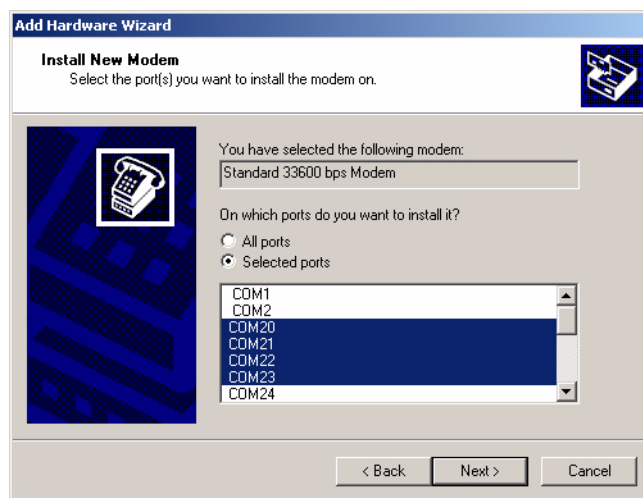 Add Hardware Wizard
Install New Modem
Select the port(s) you want to install the modem on.
You have selected the following modem:
Standard 33600 bps Modem
On which ports do you want to install it?
All ports
Selected ports
COM1
COM2
COM20
COM21
COM22
COM23
COM24
< Back
Next >
Cancel